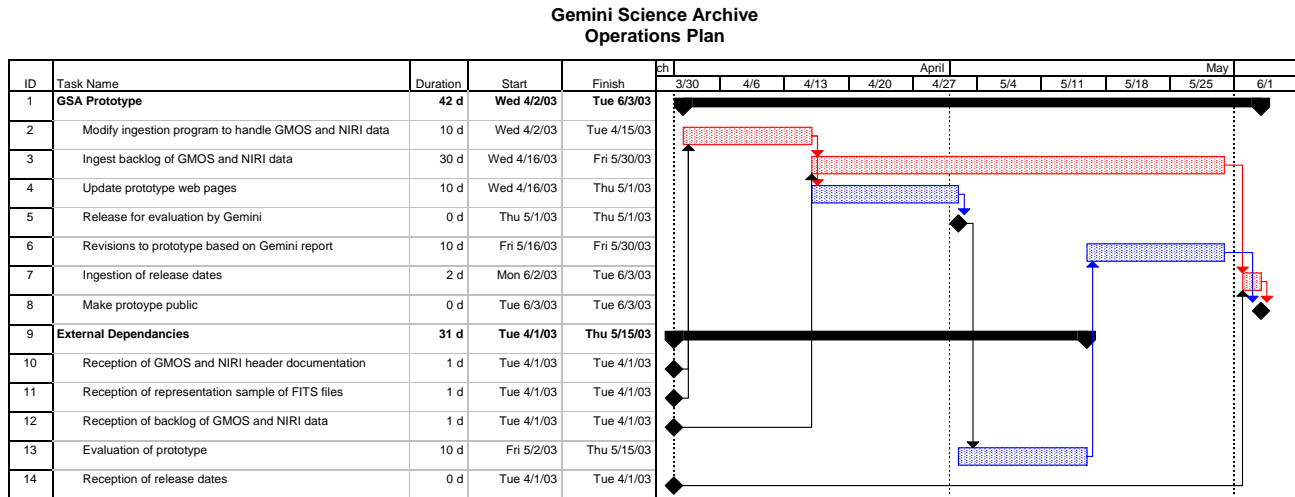 Gemini Science Archive
Operations Plan
ch April May
ID Task Name Duration Start Finish 3/30 4/6 4/13 4/20 4/27 5/4 5/11 5/18 5/25 6/1
1 GSA Prototype 42 d Wed 4/2/03 Tue 6/3/03
2 Modify ingestion program to handle GMOS and NIRI data 10 d Wed 4/2/03 Tue 4/15/03
3 Ingest backlog of GMOS and NIRI data 30 d Wed 4/16/03 Fri 5/30/03
4 Update prototype web pages 10 d Wed 4/16/03 Thu 5/1/03
5 Release for evaluation by Gemini 0 d Thu 5/1/03 Thu 5/1/03
6 Revisions to prototype based on Gemini report 10 d Fri 5/16/03 Fri 5/30/03
7 Ingestion of release dates 2 d Mon 6/2/03 Tue 6/3/03
8 Make protoype public 0 d Tue 6/3/03 Tue 6/3/03
9 External Dependancies 31 d Tue 4/1/03 Thu 5/15/03
10 Reception of GMOS and NIRI header documentation 1 d Tue 4/1/03 Tue 4/1/03
11 Reception of representation sample of FITS files 1 d Tue 4/1/03 Tue 4/1/03
12 Reception of backlog of GMOS and NIRI data 1 d Tue 4/1/03 Tue 4/1/03
13 Evaluation of prototype 10 d Fri 5/2/03 Thu 5/15/03
14 Reception of release dates 0 d Tue 4/1/03 Tue 4/1/03